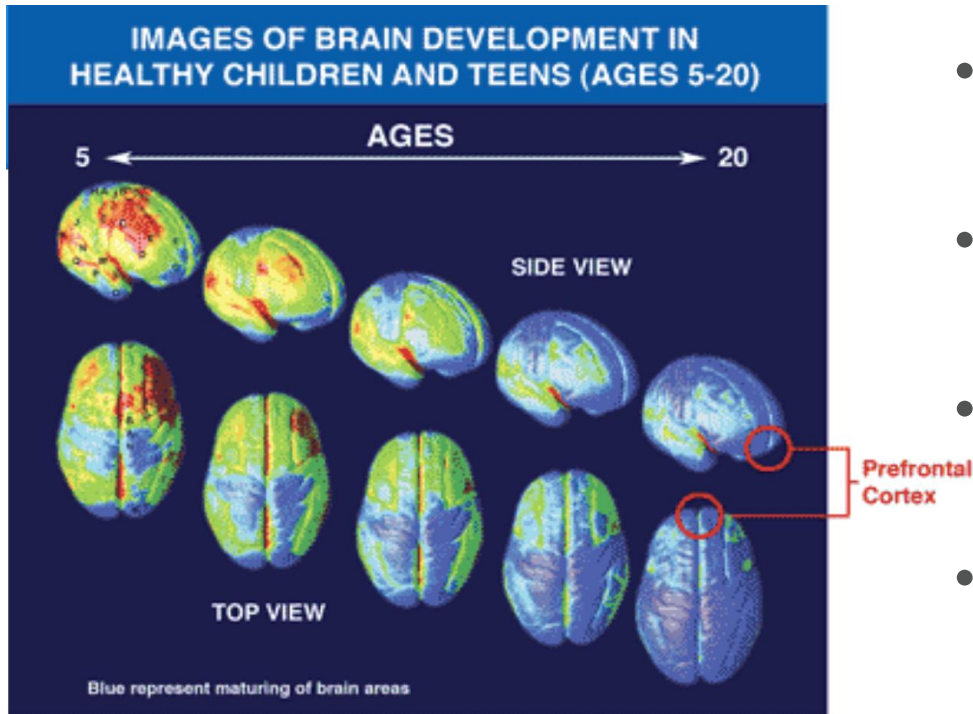 IMAGES OF BRAIN DEVELOPMENT IN
HEALTHY CHILDREN AND TEENS (AGES 5-20)
AGES
5
20
SIDE VIEW
Prefrontal
Cortex
TOP VIEW
Blue represent maturing of brain areas